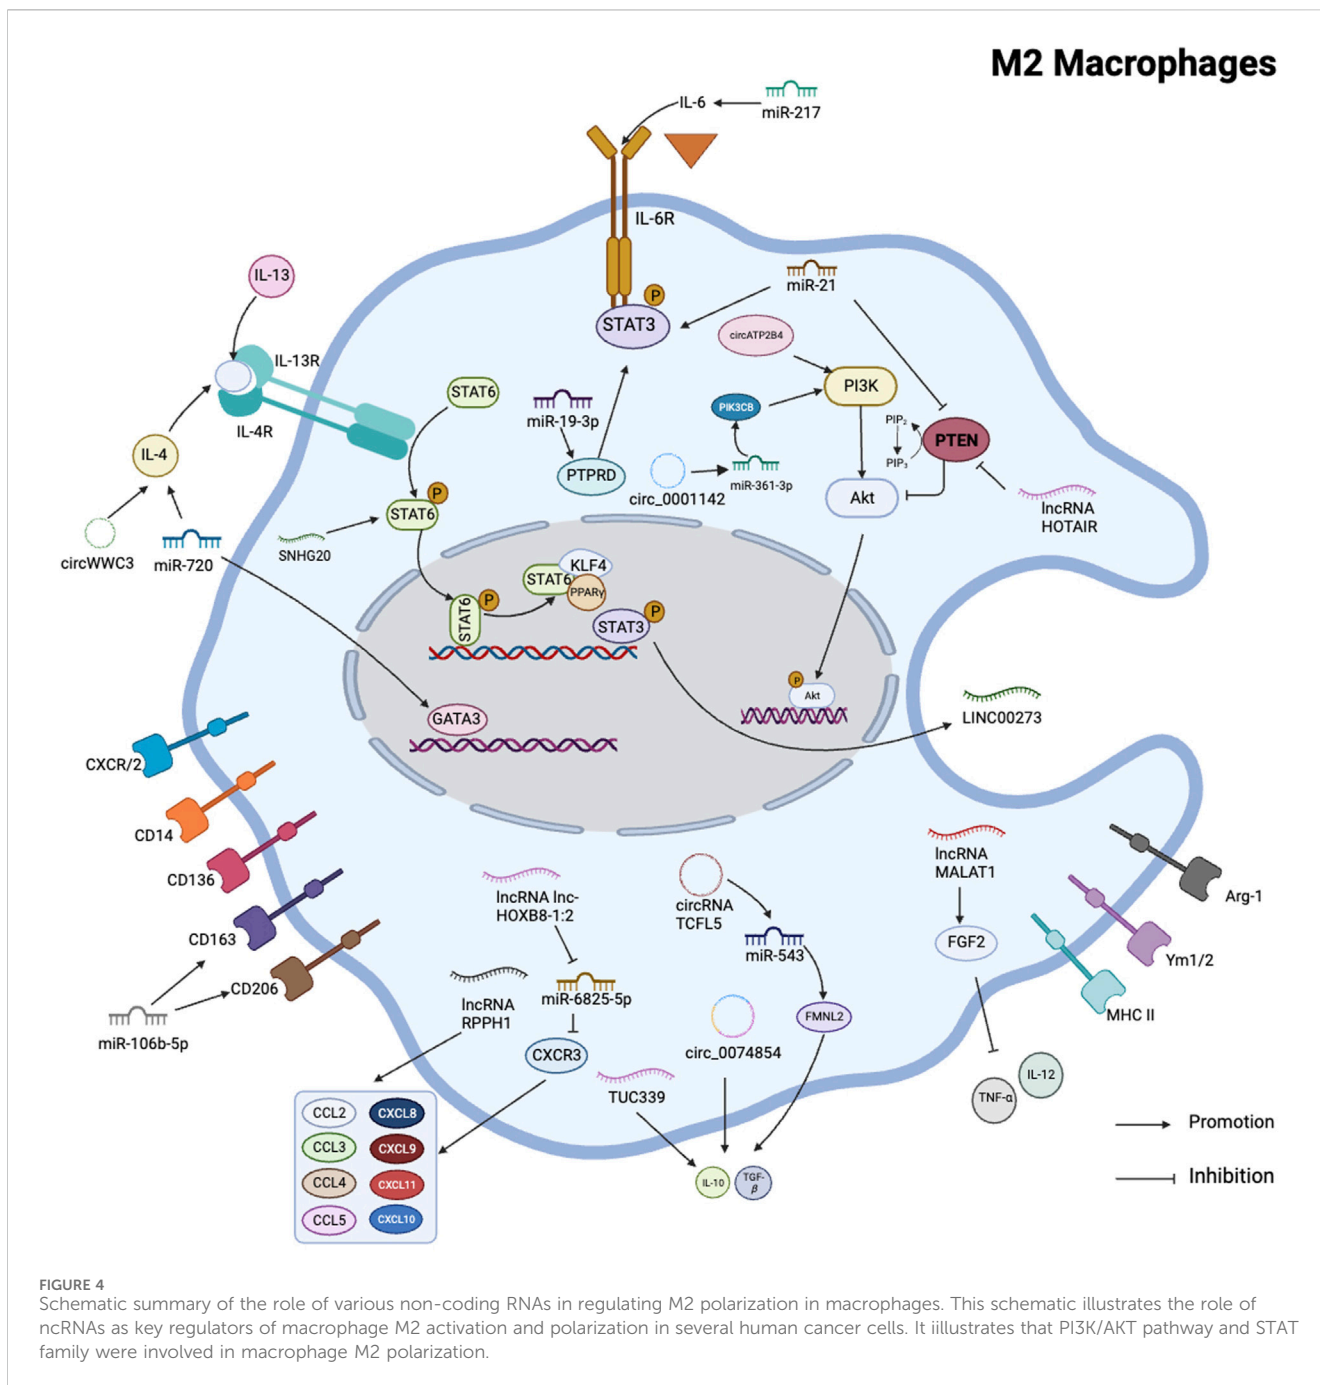 M2 Macrophages
IL-6
miR-217
IL-6R
IL-13
miR-21
P
STAT3
circATP2B4
IL-13R
STAT6
PI3K
IL-4R
miR-19-3p
PIK3CB
PIP2
PTEN
IL-4
PIP3
PTPRD
circ_0001142
miR-361-3p
P
STAT6
Akt
lncRNA
HOTAIR
circWWC3
miR-720
SNHG20
KLF4
STAT6
PPARγ
P
STAT6
P
STAT3
P
Akt
GATA3
LINC00273
CXCR/2
CD14
CD136
CD163
CD206
miR-106b-5p
lncRNA lnc-
HOXB8-1:2
circRNA
TCFL5
lncRNA
MALAT1
Arg-1
miR-543
FGF2
Ym1/2
MHC II
lncRNA
RPPH1
miR-6825-5p
FMNL2
CXCR3
circ_0074854
TUC339
IL-12
TNF-α
CCL2
CXCL8
CCL3
CXCL9
CCL4
CXCL11
CCL5
CXCL10
IL-10
TGF-
β
Promotion
Inhibition
FIGURE 4
Schematic summary of the role of various non-coding RNAs in regulating M2 polarization in macrophages. This schematic illustrates the role of
ncRNAs as key regulators of macrophage M2 activation and polarization in several human cancer cells. It iillustrates that PI3K/AKT pathway and STAT
family were involved in macrophage M2 polarization.